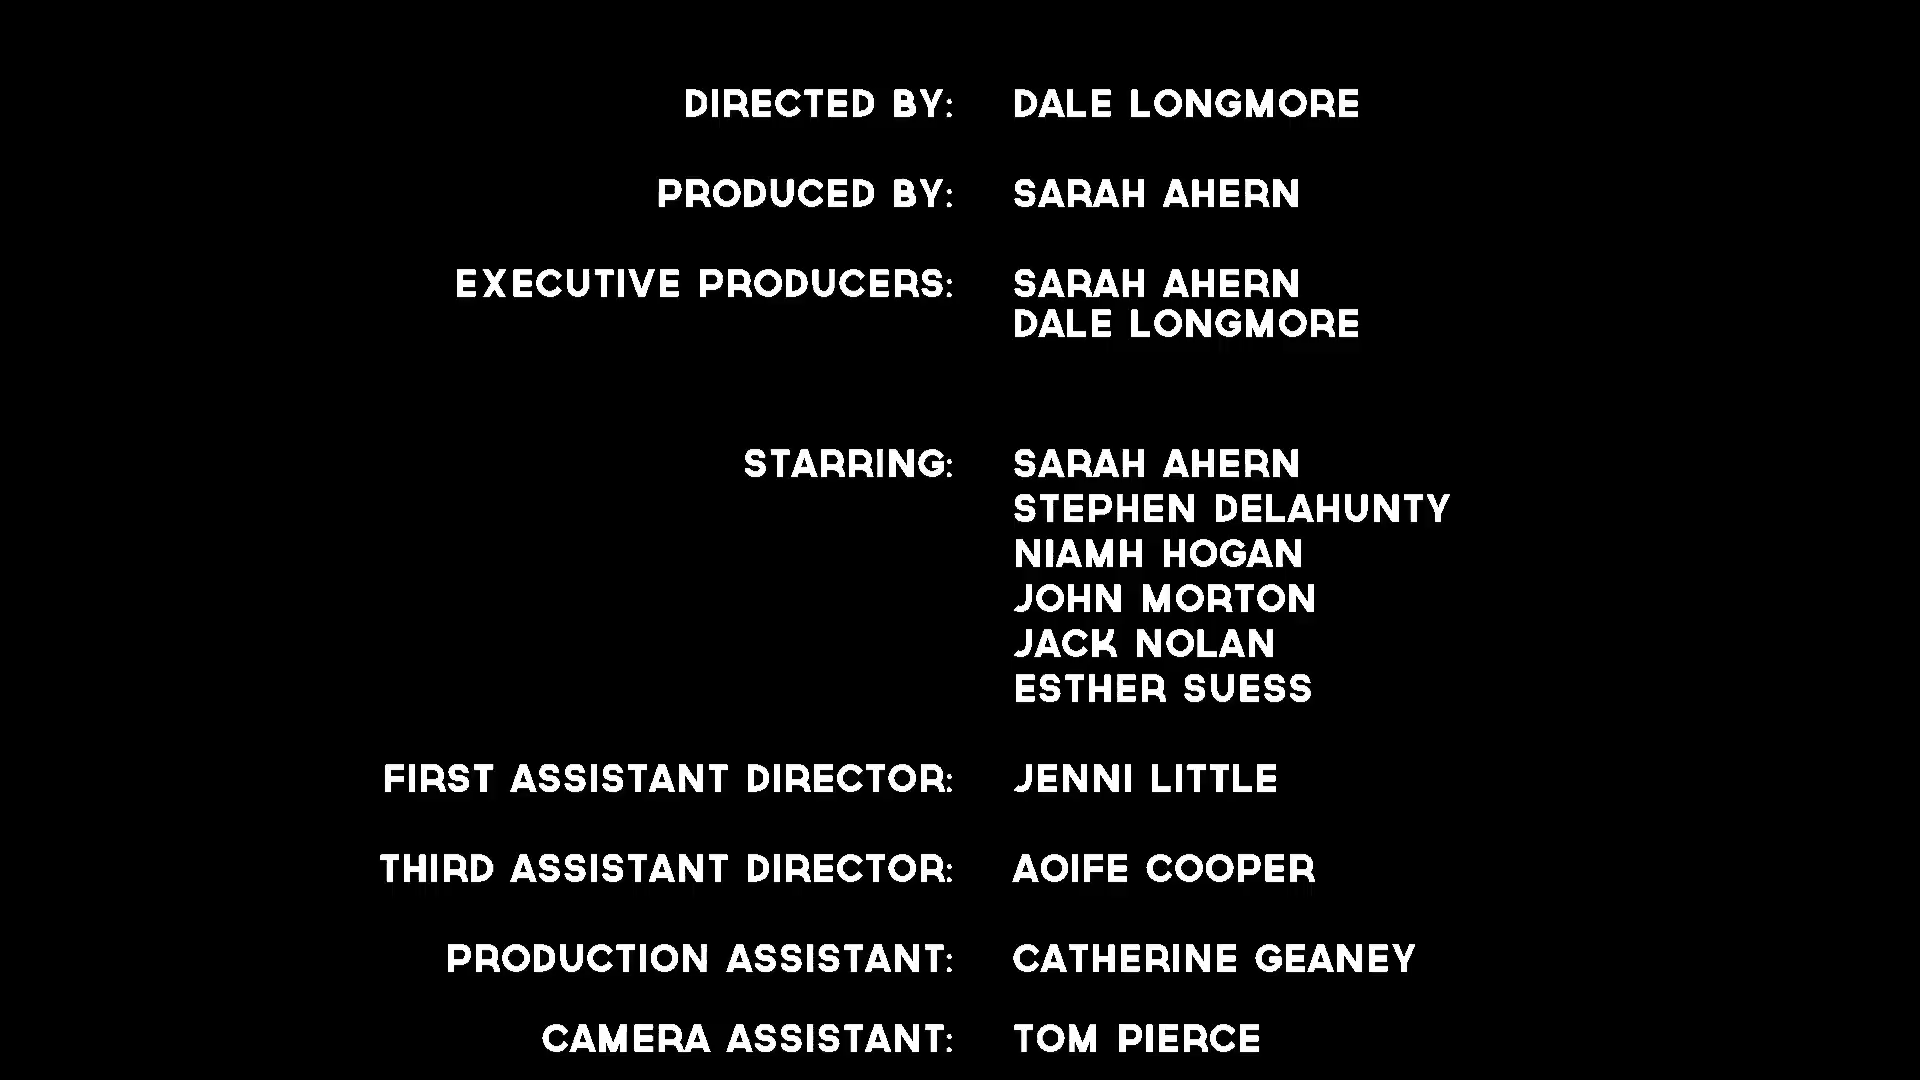 DIRECTED BY: DALE LONGMORE
PRODUCED BY: SARAH AHERN
EXECUTIVE PRODUCERS: SARAH AHERN
DALE LONGMORE
STARRING: SARAH AHERN
STEPHEN DELAHUNTY
NIAMH HOGAN
JOHN MORTON
JACK NOLAN
ESTHER SUESS
FIRST ASSISTANT DIRECTOR: JENNI LITTLE
THIRD ASSISTANT DIRECTOR: AOIFE COOPER
PRODUCTION ASSISTANT: CATHERINE GEANEY
CAMERA ASSISTANT: TOM PIERCE